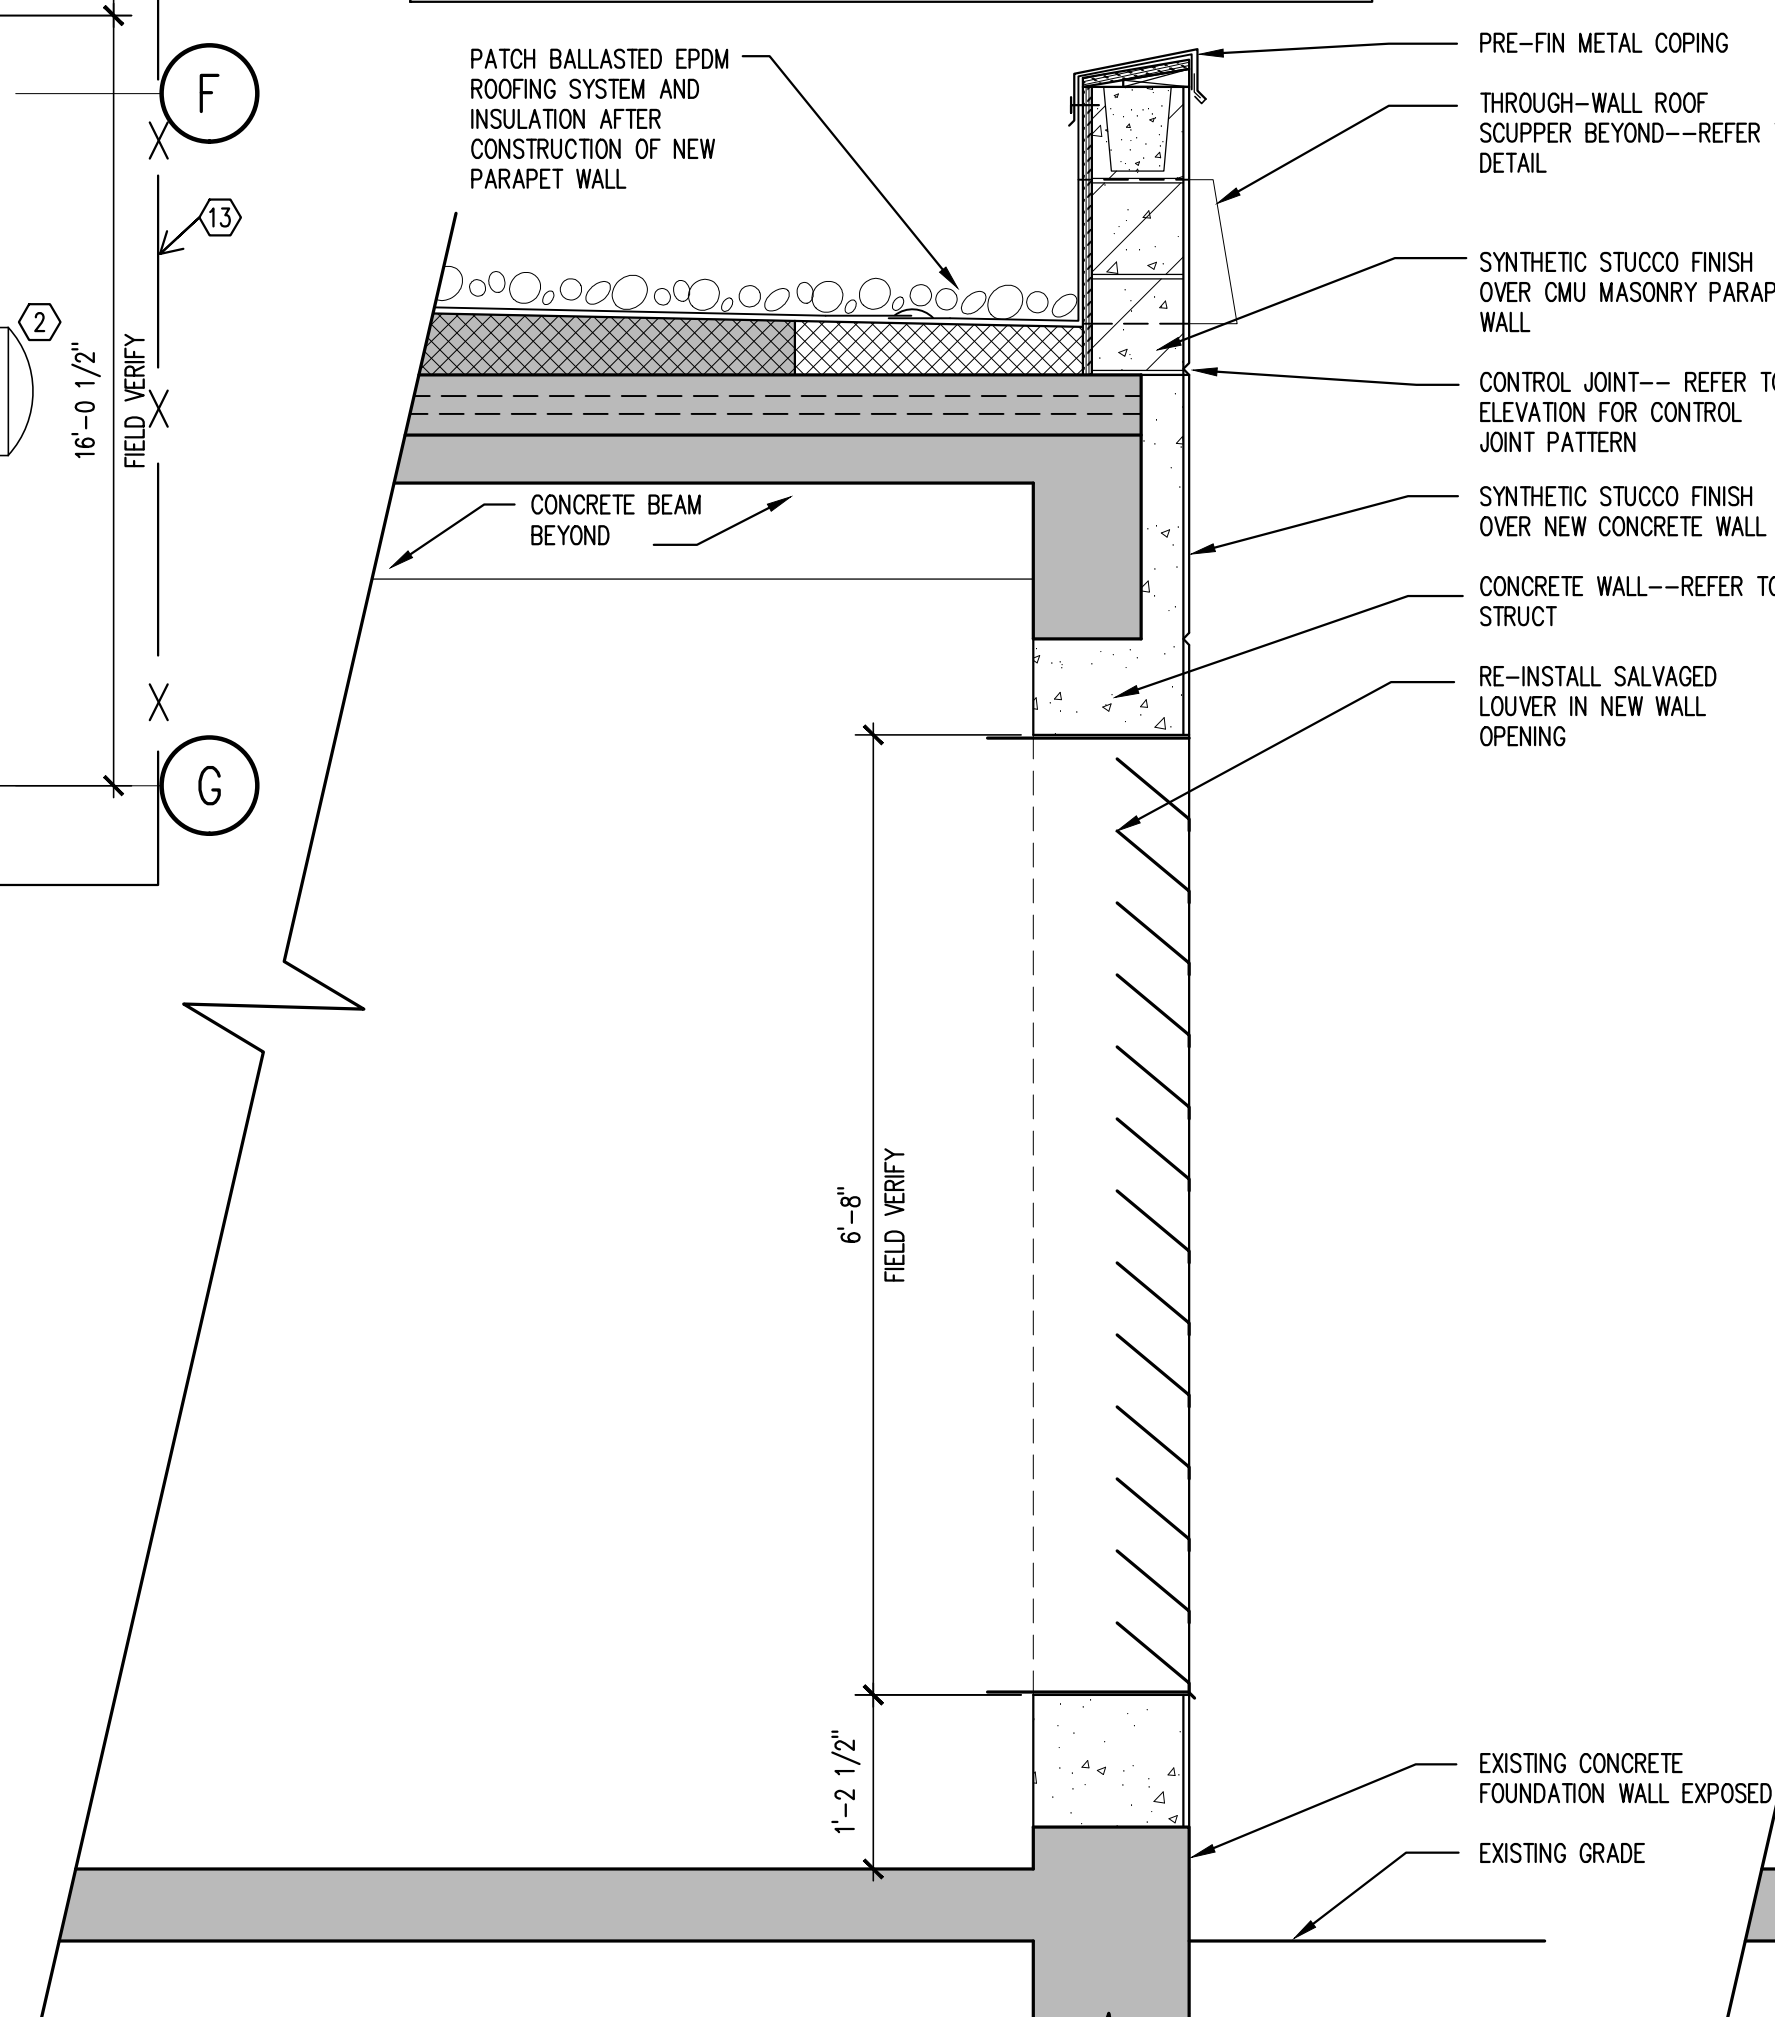 F
13
2
16'-0 1/2"
FIELD VERIFY
G
PATCH BALLASTED EPDM
ROOFING SYSTEM AND
INSULATION AFTER
CONSTRUCTION OF NEW
PARAPET WALL
CONCRETE BEAM
BEYOND
6'-8"
FIELD VERIFY
1'-2 1/2"
PRE-FIN METAL COPING
THROUGH-WALL ROOF
SCUPPER BEYOND--REFER
DETAIL
SYNTHETIC STUCCO FINISH
OVER CMU MASONRY PARAP
WALL
CONTROL JOINT-- REFER TO
ELEVATION FOR CONTROL
JOINT PATTERN
SYNTHETIC STUCCO FINISH
OVER NEW CONCRETE WALL
CONCRETE WALL--REFER TO
STRUCT
RE-INSTALL SALVAGED
LOUVER IN NEW WALL
OPENING
EXISTING CONCRETE
FOUNDATION WALL EXPOSED
EXISTING GRADE